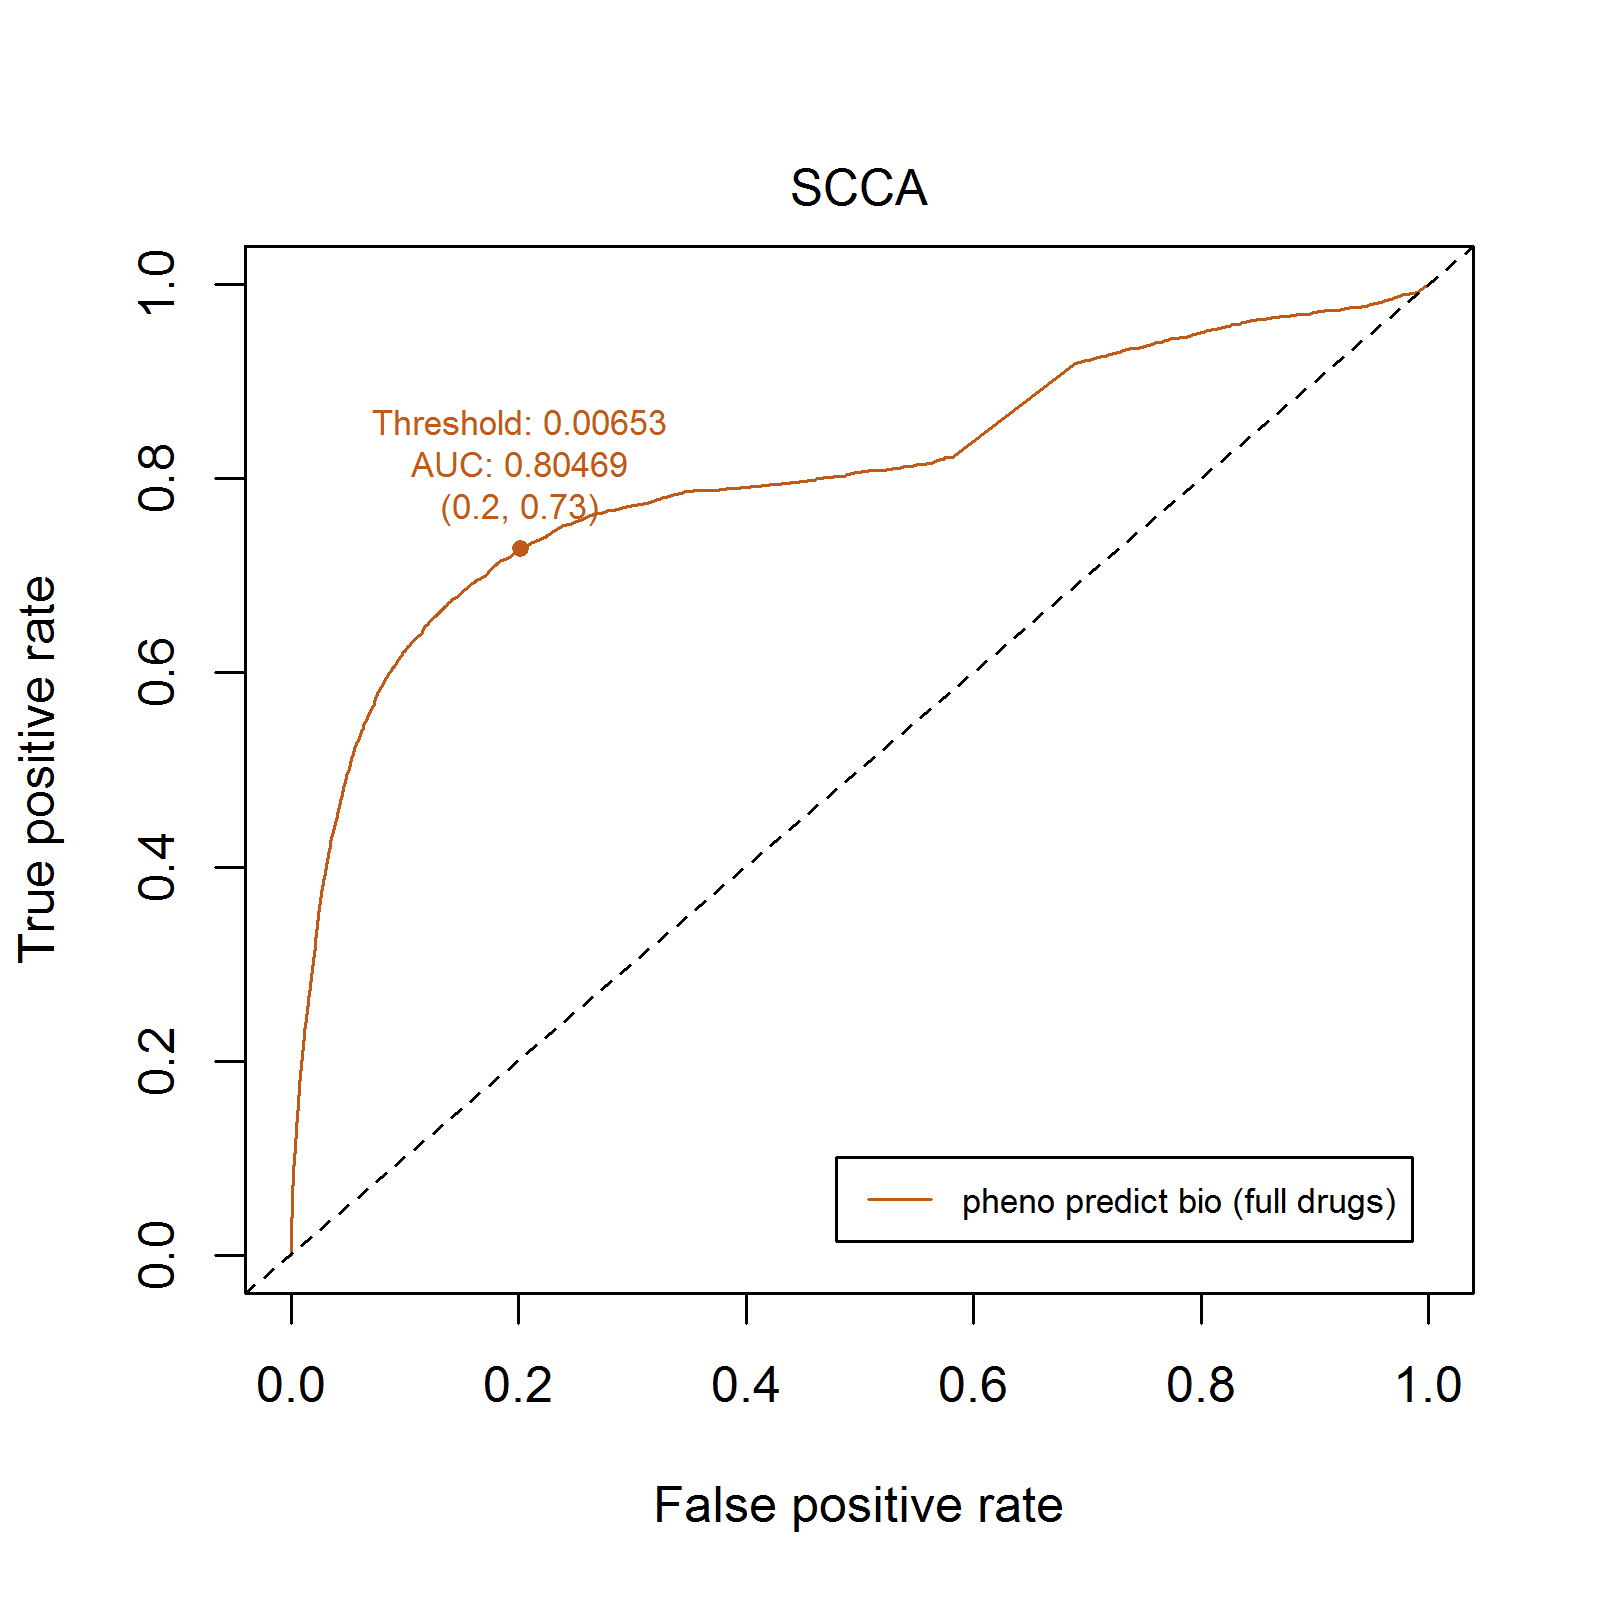 SCCA
Threshold: 0.00653
AUC: 0.80469
(0.2, 0.73)
True positive rate
1.0
0.8
0.6
0.4
0.2
0.0
pheno predict bio (full drugs)
0.0 0.2 0.4 0.6 0.8 1.0
False positive rate